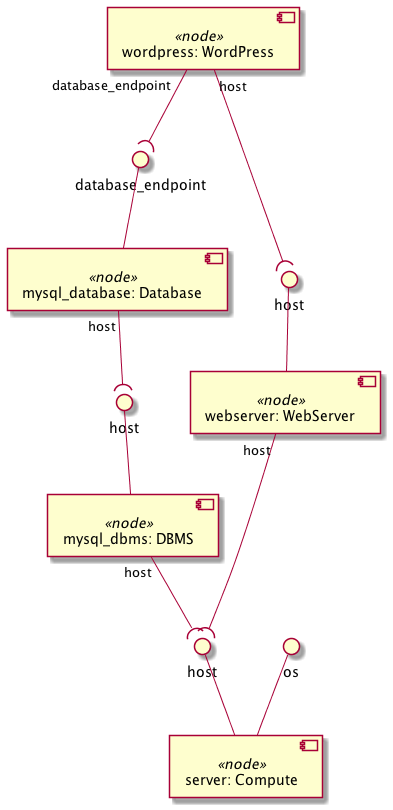 «node»
wordpress: WordPress
database_endpoint
host
database_endpoint
«node»
mysql_database: Database
host
host
host
«node»
webserver: WebServer
host
«node»
mysql_dbms: DBMS
host
host
os
«node»
server: Compute